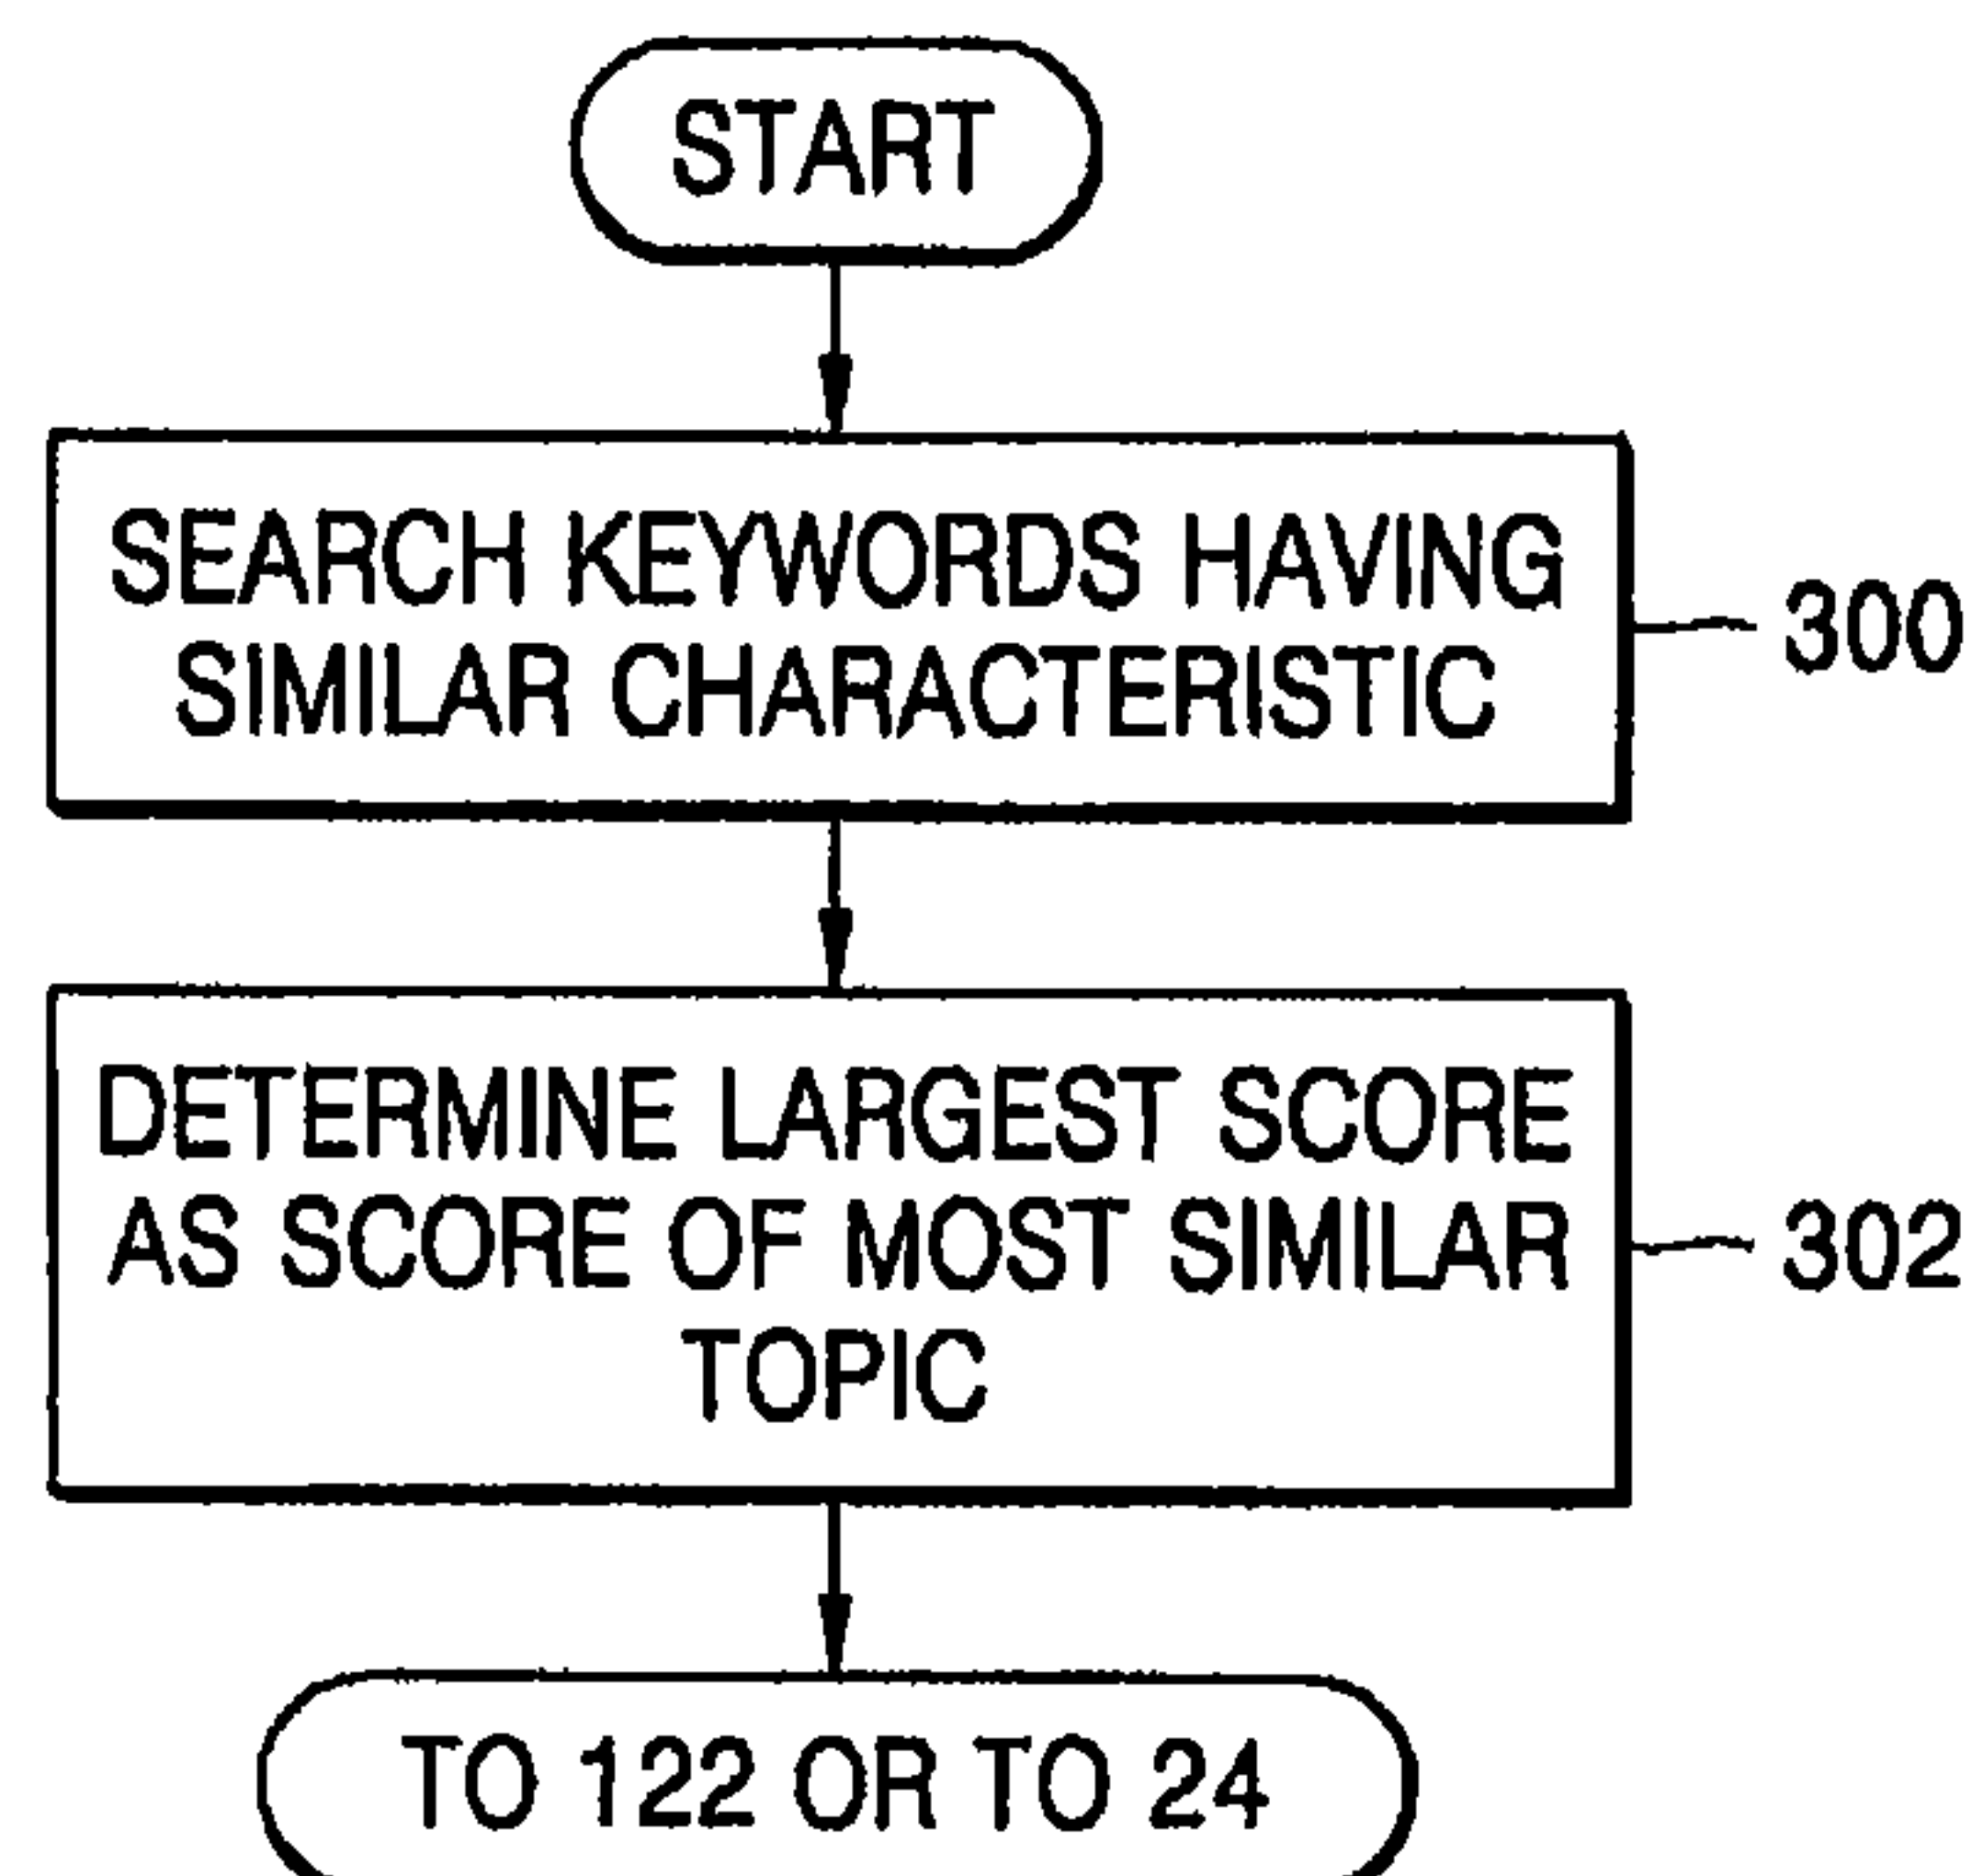 START
SEARCH KEYWORDS HAVING
SIMILAR CHARACTERISTIC
300
DETERMINE LARGEST SCORE
AS SCORE OF MOST SIMILAR
TOPIC
302
TO 122 OR TO 24